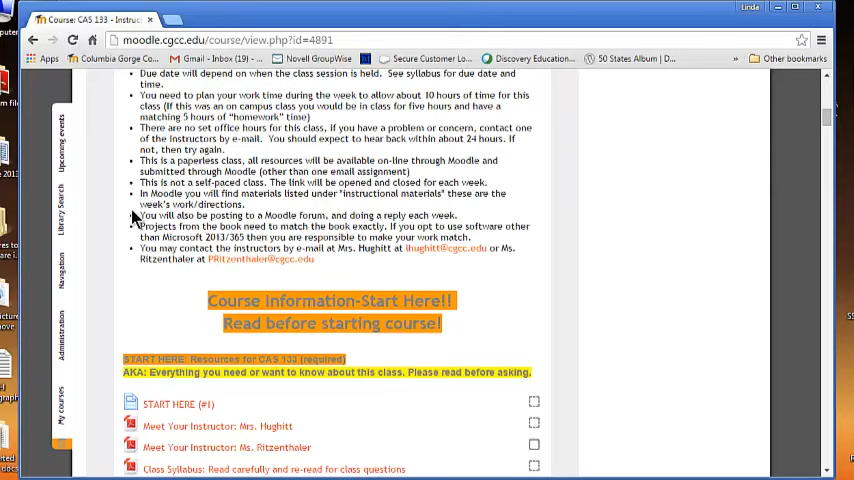 Linda
Course: CAS 133 - Instruc
moodle.cgcc.edu/course/view.php?id=4891
Apps
Columbia Gorge Co...
Gmail - Inbox (19) -...
Novell GroupWise
Secure Customer Lo...
Discovery Education...
50 States Album | D...
»
Other bookmarks
Due date will depend on when the class session is held. See syllabus for due date and
time.
You need to plan your work time during the week to allow about 10 hours of time for this
class (If this was an on campus class you would be in class for five hours and have a
matching 5 hours of "homework" time)
There are no set office hours for this class, if you have a problem or concern, contact one
of the instructors by e-mail. You should expect to hear back within about 24 hours. If
not, then try again.
This is a paperless class, all resources will be available on-line through Moodle and
submitted through Moodle (other than one email assignment)
This is not a self-paced class. The link will be opened and closed for each week.
In Moodle you will find materials listed under "instructional materials" these are the
week's work/directions.
You will also be posting to a Moodle forum, and doing a reply each week.
Projects from the book need to match the book exactly. If you opt to use software other
than Microsoft 2013/365 then you are responsible to make your work match.
You may contact the instructors by e-mail at Mrs. Hughitt at lhughitt@cgcc.edu or Ms.
Ritzenthaler at PRitzenthaler@cgcc.edu
Course Information-Start Here!!
Read before starting course!
START HERE: Resources for CAS 133 (required)
AKA: Everything you need or want to know about this class. Please read before asking.
START HERE (#1)
Meet Your Instructor: Mrs. Hughitt
Meet Your Instructor: Ms. Ritzenthaler
Class Syllabus: Read carefully and re-read for class questions
Upcoming events
Library Search
Navigation
Administration
My courses